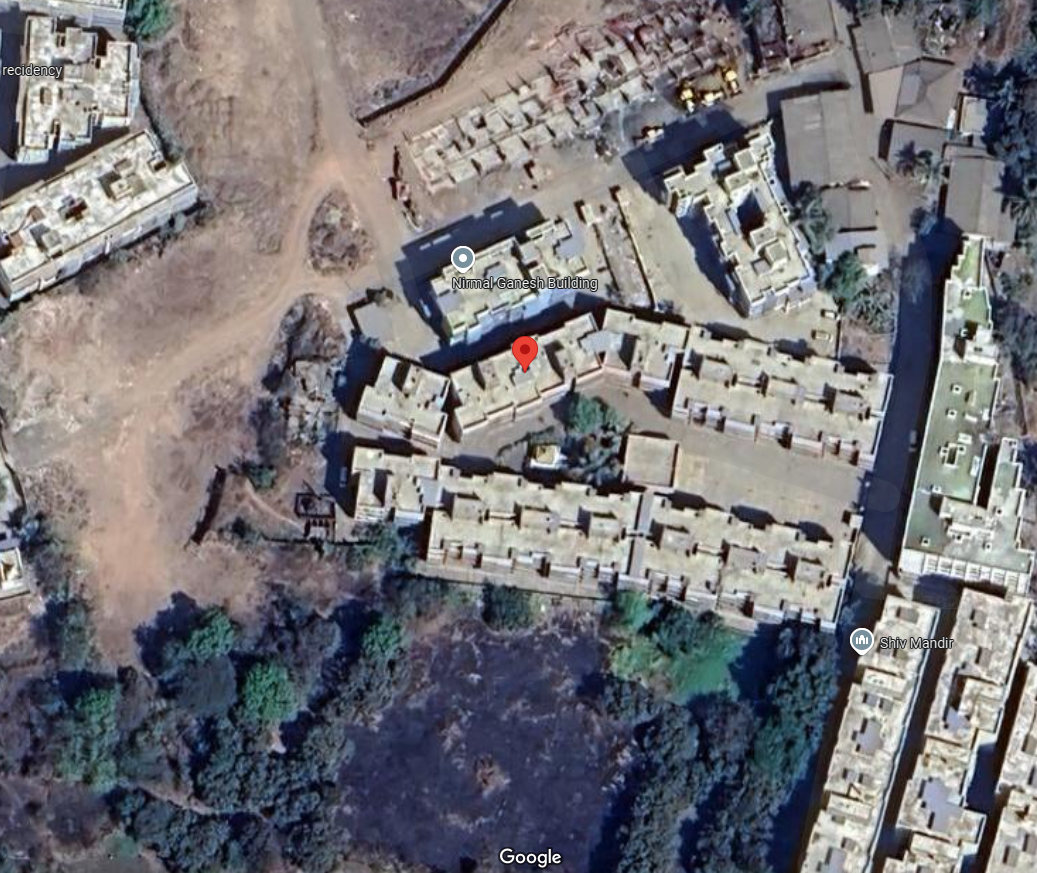 recidency
Nirmal Ganesh Building
Shiv Mandir
Google